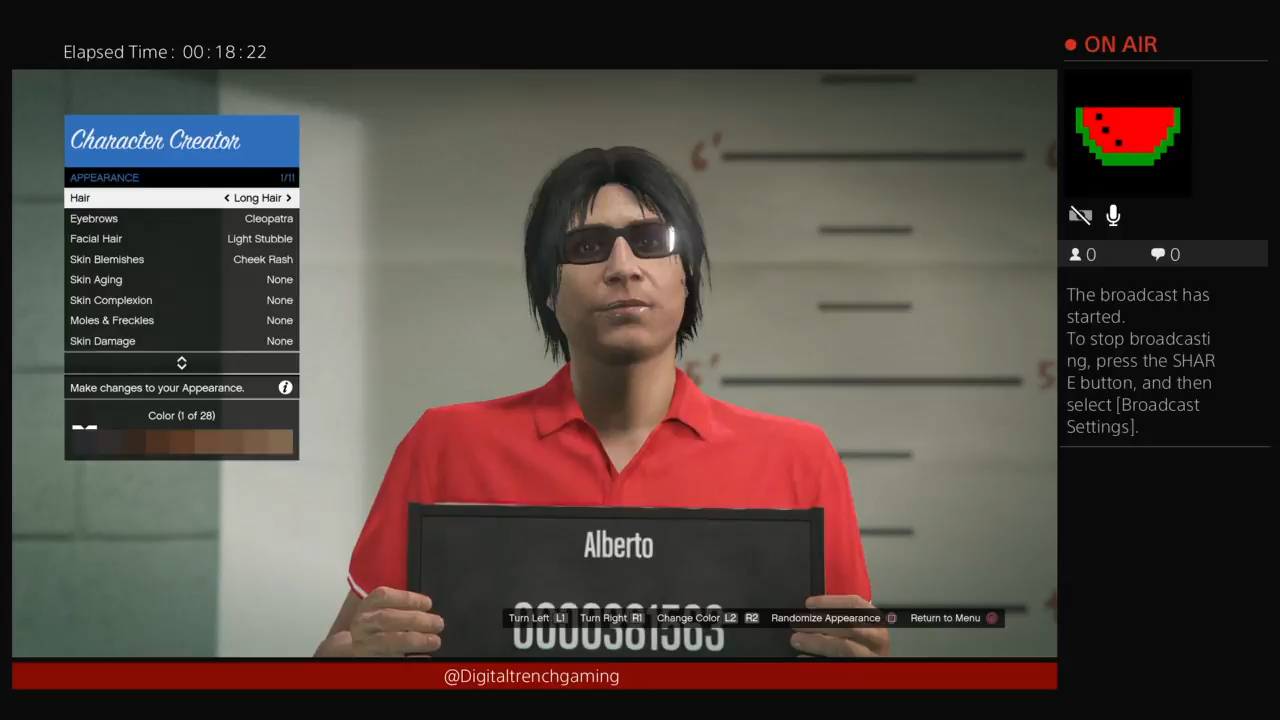 Elapsed Time: 00:18:22
ON AIR
Character Creator
APPEARANCE 1/11
Hair < Long Hair >
Eyebrows Cleopatra
Facial Hair Light Stubble
Skin Blemishes Cheek Rash
Skin Aging None
Skin Complexion None
Moles & Freckles None
Skin Damage None
Make changes to your Appearance.
Color (1 of 28)
6'
5'
5
Alberto
0000381563
Turn Left L1 Turn Right R1 Change Color L2 R2 Randomize Appearance Return to Menu
@Digitaltrenchgaming
0 0
The broadcast has
started.
To stop broadcasti
ng, press the SHAR
E button, and then
select [Broadcast
Settings].